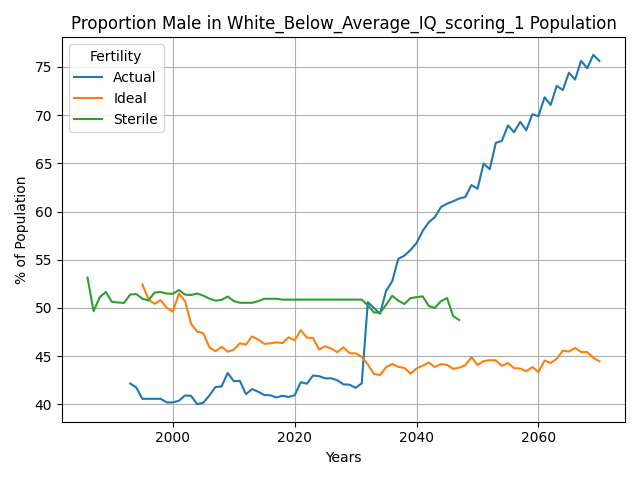 Proportion Male in White_Below_Average_IQ_scoring_1 Population
Fertility
Actual
Ideal
Sterile
% of Population
75
70
65
60
55
50
45
40
2000
2020
2040
2060
Years